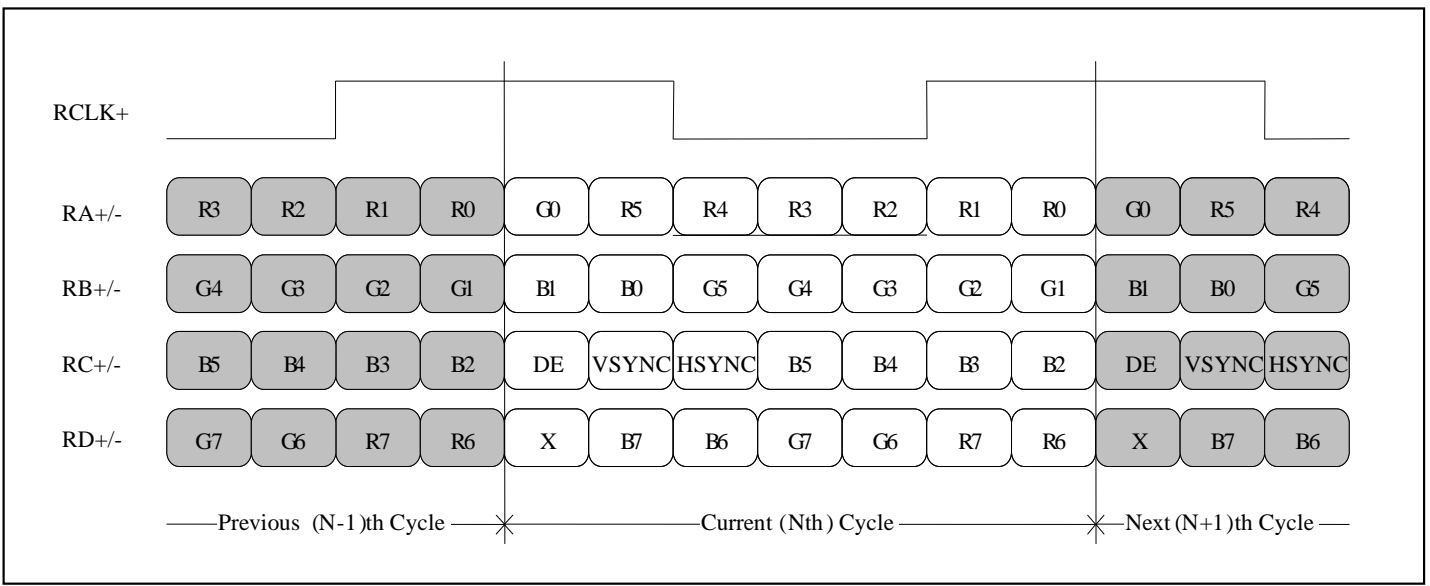 RCLK+
RA+/- R3 R2 R1 R0 G0 R5 R4 R3 R2 R1 R0 G0 R5 R4
RB+/- G4 G3 G2 G1 B1 B0 G5 G4 G3 G2 G1 B1 B0 G5
RC+/- B5 B4 B3 B2 DE VSYNC HSYNC B5 B4 B3 B2 DE VSYNC HSYNC
RD+/- G7 G6 R7 R6 X B7 B6 G7 G6 R7 R6 X B7 B6
Previous (N-1)th Cycle Current (Nth) Cycle Next (N+1)th Cycle